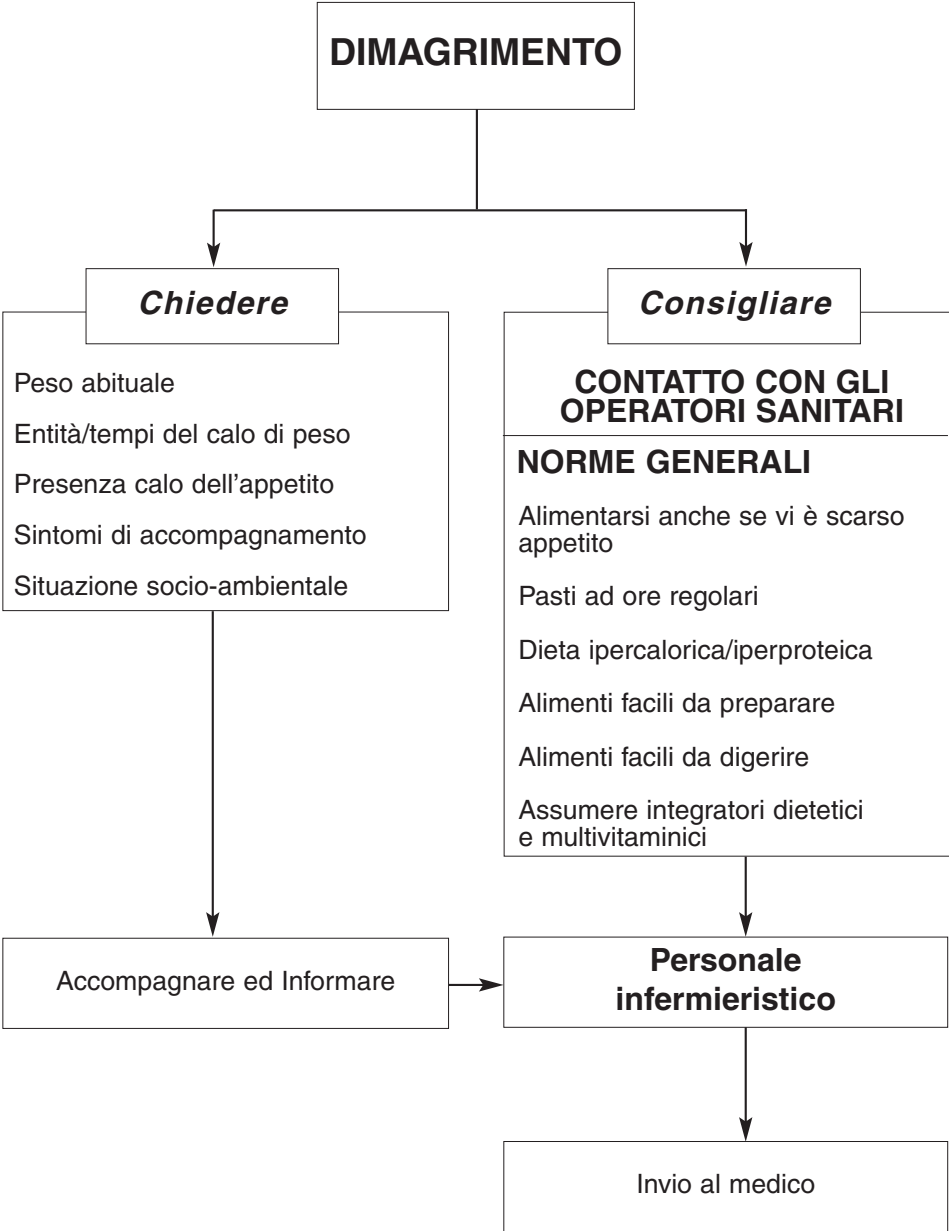 DIMAGRIMENTO
Chiedere
Peso abituale
Entità/tempi del calo di peso
Presenza calo dell'appetito
Sintomi di accompagnamento
Situazione socio-ambientale
Consigliare
CONTATTO CON GLI
OPERATORI SANITARI
NORME GENERALI
Alimentarsi anche se vi è scarso
appetito
Pasti ad ore regolari
Dieta ipercalorica/iperproteica
Alimenti facili da preparare
Alimenti facili da digerire
Assumere integratori dietetici
e multivitaminici
Accompagnare ed Informare
Personale
infermieristico
Invio al medico